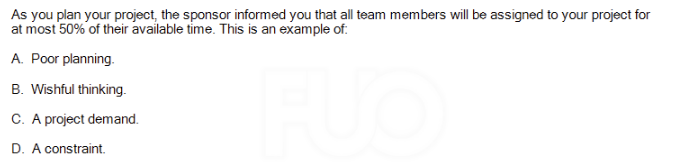 As you plan your project, the sponsor informed you that all team members will be assigned to your project for
at most 50% of their available time. This is an example of:
A. Poor planning.
B. Wishful thinking.
C. A project demand.
D. A constraint.
FUO